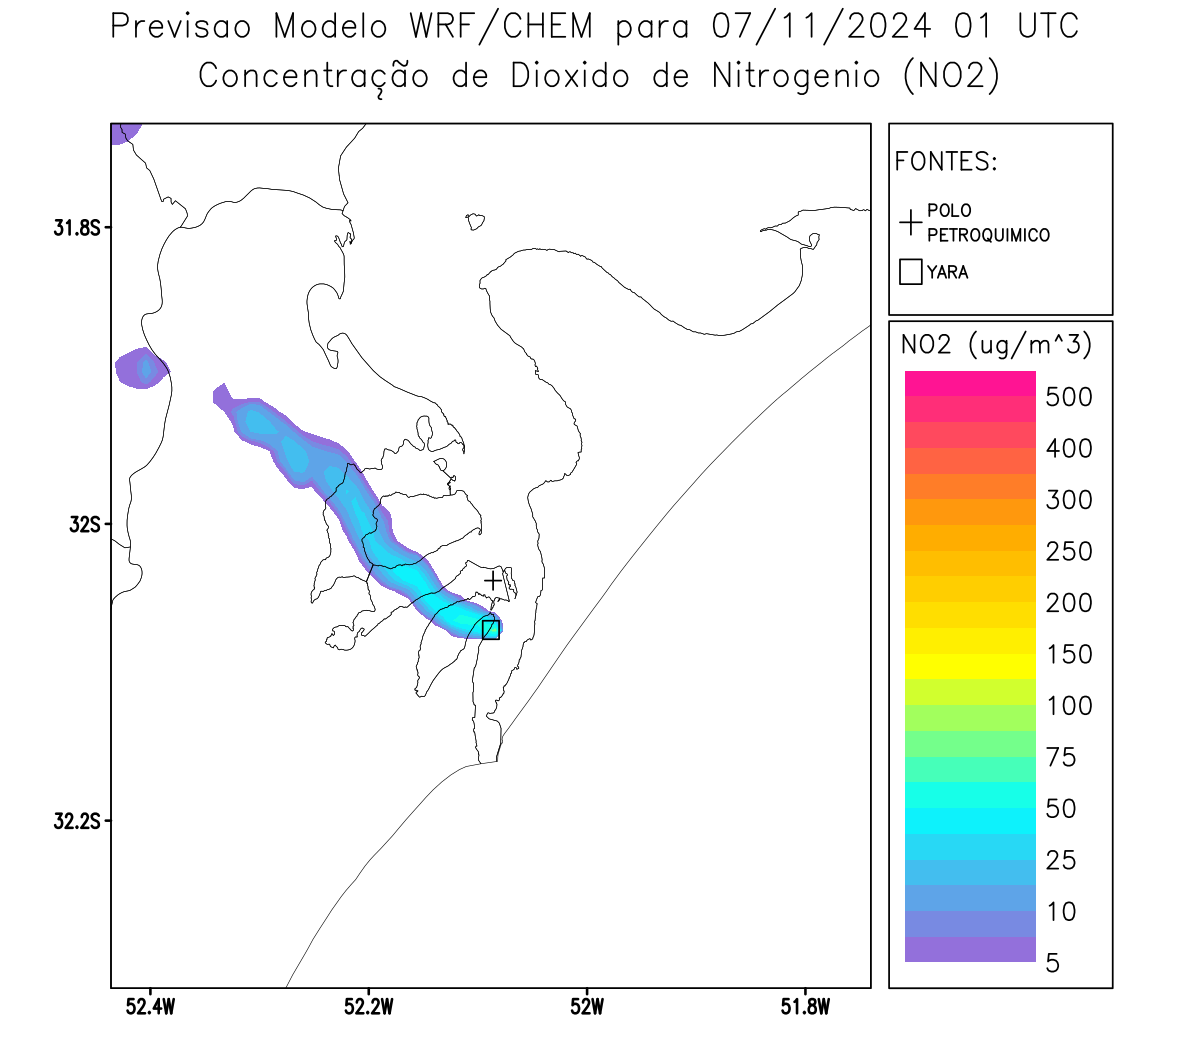 Previsao Modelo WRF/CHEM para 07/11/2024 01 UTC
Concentração de Dioxido de Nitrogenio (NO2)
FONTES:
POLO
PETROQUIMICO
YARA
31.8S
32S
32.2S
52.4W
52.2W
52W
51.8W
NO2 (ug/m^3)
500
400
300
250
200
150
100
75
50
25
10
5